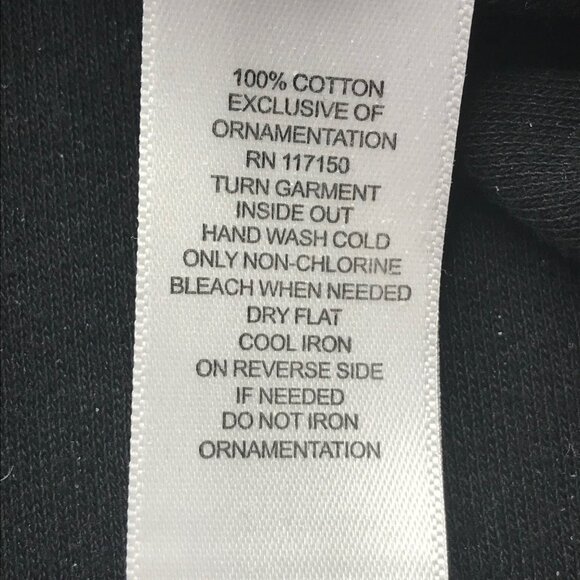 100% COTTON
EXCLUSIVE OF
ORNAMENTATION
RN 117150
TURN GARMENT
INSIDE OUT
HAND WASH COLD
ONLY NON-CHLORINE
BLEACH WHEN NEEDED
DRY FLAT
COOL IRON
ON REVERSE SIDE
IF NEEDED
DO NOT IRON
ORNAMENTATION